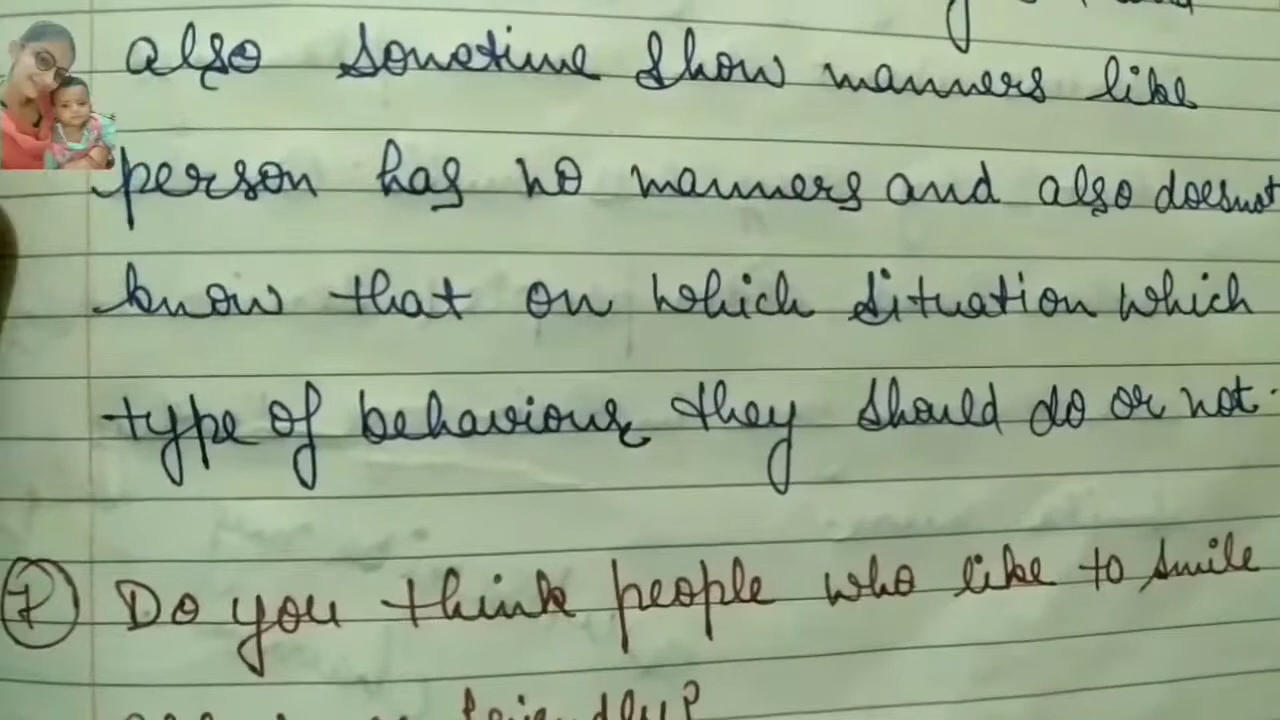 also sometime show manners like
person has no manners and also doesnot
know that on which situation which
type of behaviour they should do or not.
7 Do you think people who like to smile
friendly?